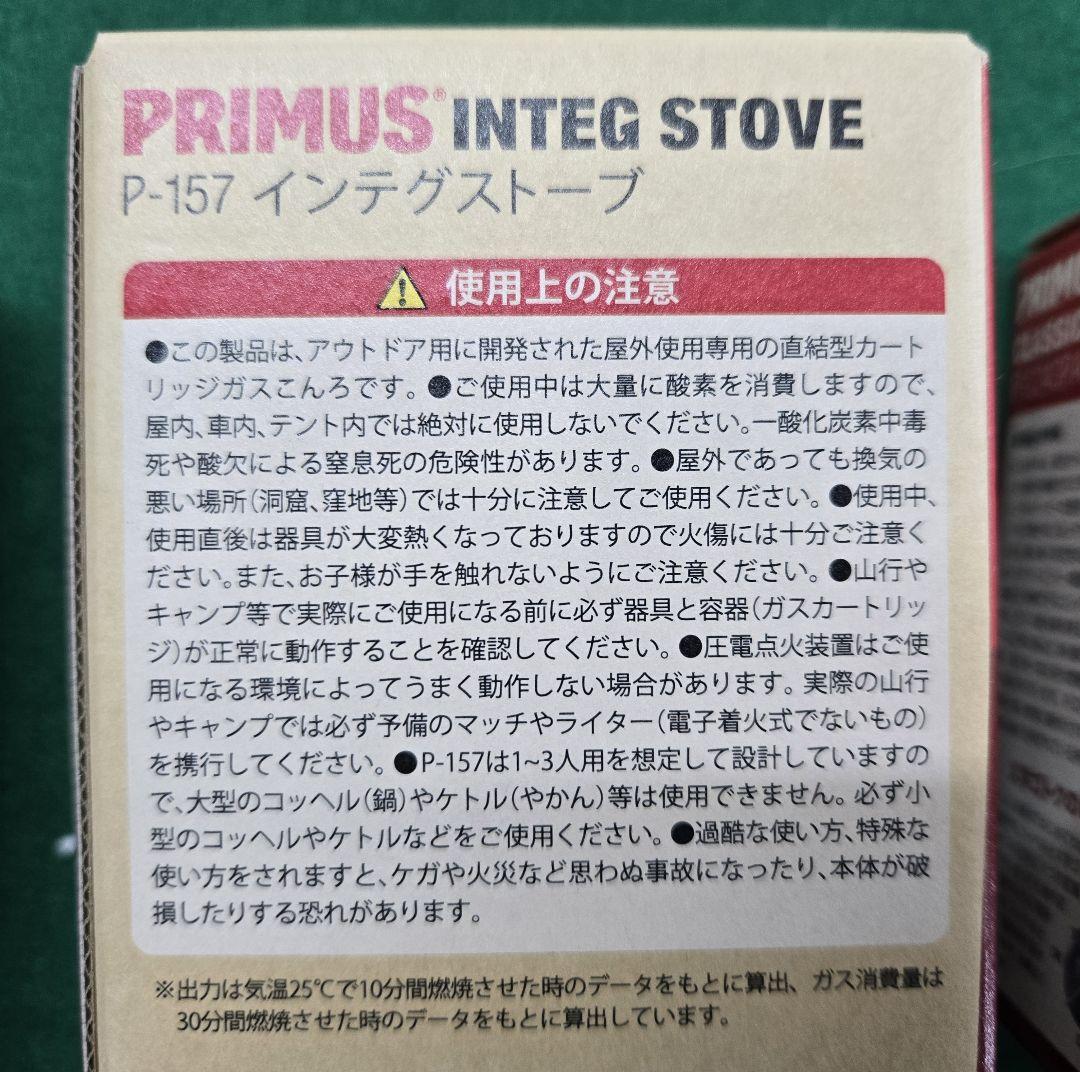 PRIMUS® INTEG STOVE
P-157 インテグストーブ
使用上の注意
●この製品は、アウトドア用に開発された屋外使用専用の直結型カート
リッジガスこんろです。●ご使用中は大量に酸素を消費しますので、
屋内、車内、テント内では絶対に使用しないでください。一酸化炭素中毒
死や酸欠による窒息死の危険性があります。●屋外であっても換気の
悪い場所(洞窟、窪地等)では十分に注意してご使用ください。●使用中、
使用直後は器具が大変熱くなっておりますので火傷には十分ご注意く
ださい。また、お子様が手を触れないようにご注意ください。●山行や
キャンプ等で実際にご使用になる前に必ず器具と容器(ガスカートリッ
ジ)が正常に動作することを確認してください。●圧電点火装置はご使
用になる環境によってうまく動作しない場合があります。実際の山行
やキャンプでは必ず予備のマッチやライター(電子着火式でないもの)
を携行してください。●P-157は1~3人用を想定して設計していますの
で、大型のコッヘル(鍋)やケトル(やかん)等は使用できません。必ず小
型のコッヘルやケトルなどをご使用ください。●過酷な使い方、特殊な
使い方をされますと、ケガや火災など思わぬ事故になったり、本体が破
損したりする恐れがあります。
※出力は気温25℃で10分間燃焼させた時のデータをもとに算出、ガス消費量は
30分間燃焼させた時のデータをもとに算出しています。